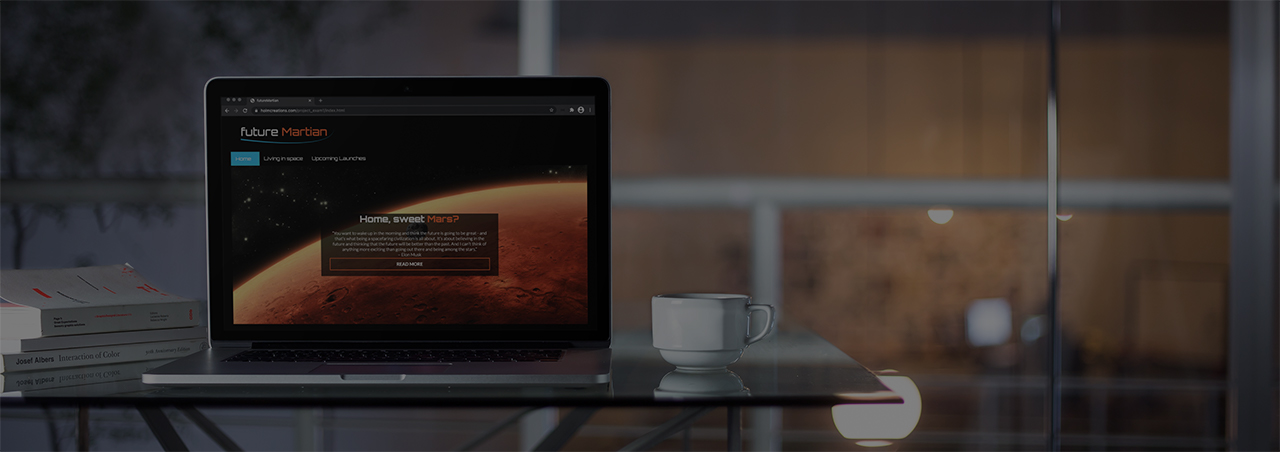 futureMartian
future Martian
Home
Living in space
Upcoming Launches
Home, sweet Mars?
"You want to wake up in the morning and think the future is going to be great - and
that's what being a spacefaring civilization is all about. It's about believing in the
future and thinking that the future will be better than the past. And I can't think of
anything more exciting than going out there and being among the stars."
- Elon Musk
READ MORE
Josef Albers
Interaction of Color